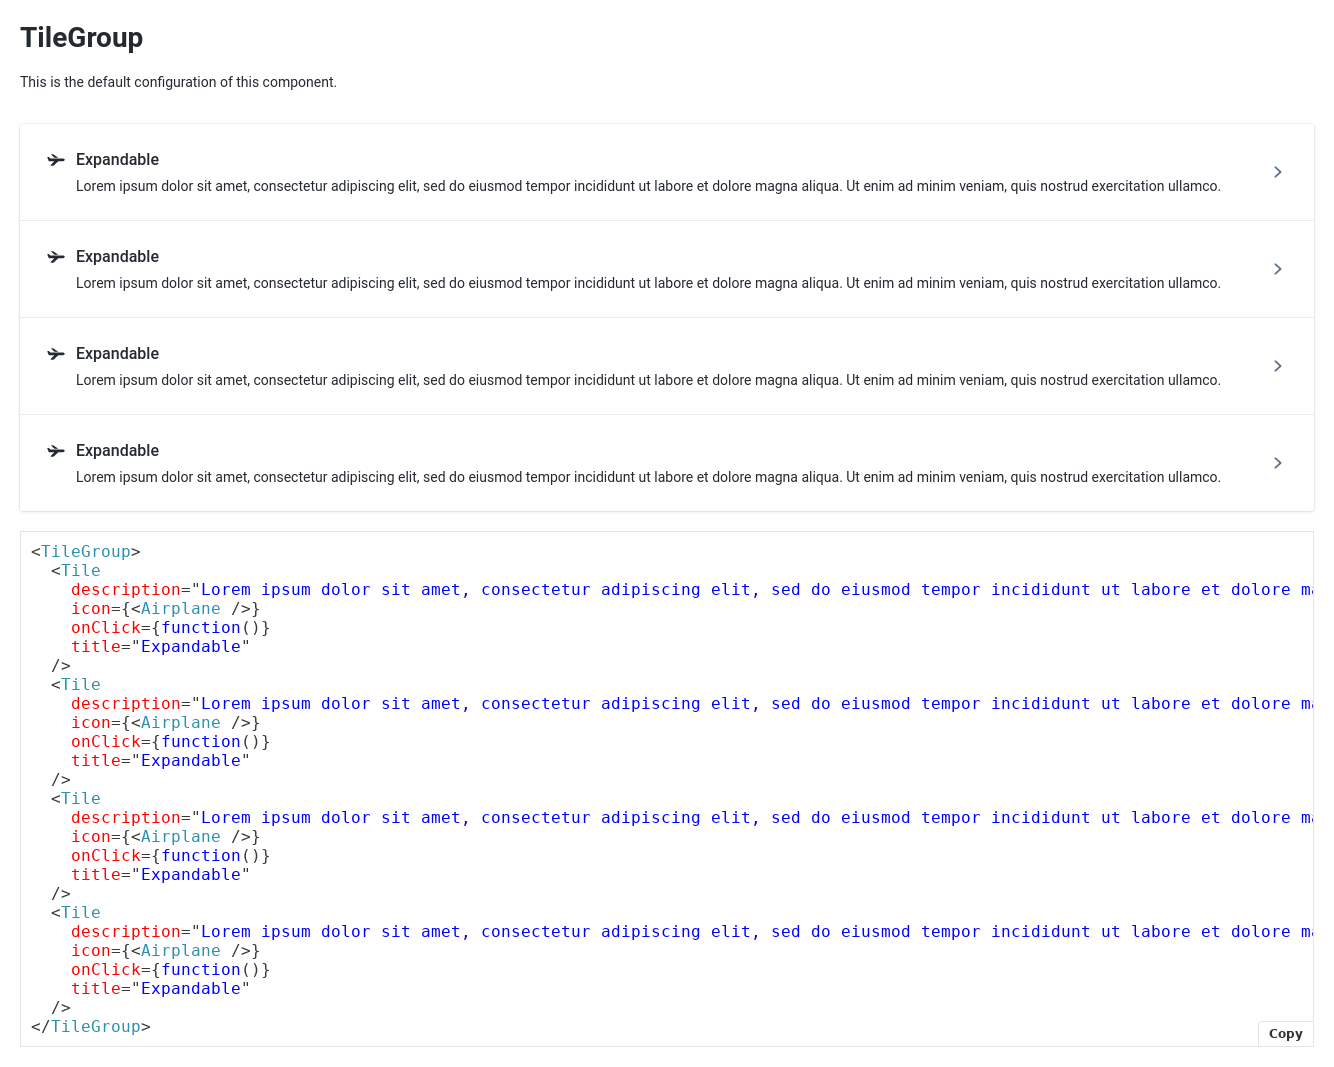 TileGroup
This is the default configuration of this component.
Expandable
Lorem ipsum dolor sit amet, consectetur adipiscing elit, sed do eiusmod tempor incididunt ut labore et dolore magna aliqua. Ut enim ad minim veniam, quis nostrud exercitation ullamco.
Expandable
Lorem ipsum dolor sit amet, consectetur adipiscing elit, sed do eiusmod tempor incididunt ut labore et dolore magna aliqua. Ut enim ad minim veniam, quis nostrud exercitation ullamco.
Expandable
Lorem ipsum dolor sit amet, consectetur adipiscing elit, sed do eiusmod tempor incididunt ut labore et dolore magna aliqua. Ut enim ad minim veniam, quis nostrud exercitation ullamco.
Expandable
Lorem ipsum dolor sit amet, consectetur adipiscing elit, sed do eiusmod tempor incididunt ut labore et dolore magna aliqua. Ut enim ad minim veniam, quis nostrud exercitation ullamco.
<TileGroup>
  <Tile
    description="Lorem ipsum dolor sit amet, consectetur adipiscing elit, sed do eiusmod tempor incididunt ut labore et dolore
    icon={<Airplane />}
    onClick={function()}
    title="Expandable"
  />
  <Tile
    description="Lorem ipsum dolor sit amet, consectetur adipiscing elit, sed do eiusmod tempor incididunt ut labore et dolore
    icon={<Airplane />}
    onClick={function()}
    title="Expandable"
  />
  <Tile
    description="Lorem ipsum dolor sit amet, consectetur adipiscing elit, sed do eiusmod tempor incididunt ut labore et dolore
    icon={<Airplane />}
    onClick={function()}
    title="Expandable"
  />
  <Tile
    description="Lorem ipsum dolor sit amet, consectetur adipiscing elit, sed do eiusmod tempor incididunt ut labore et dolore
    icon={<Airplane />}
    onClick={function()}
    title="Expandable"
  />
</TileGroup>
Copy